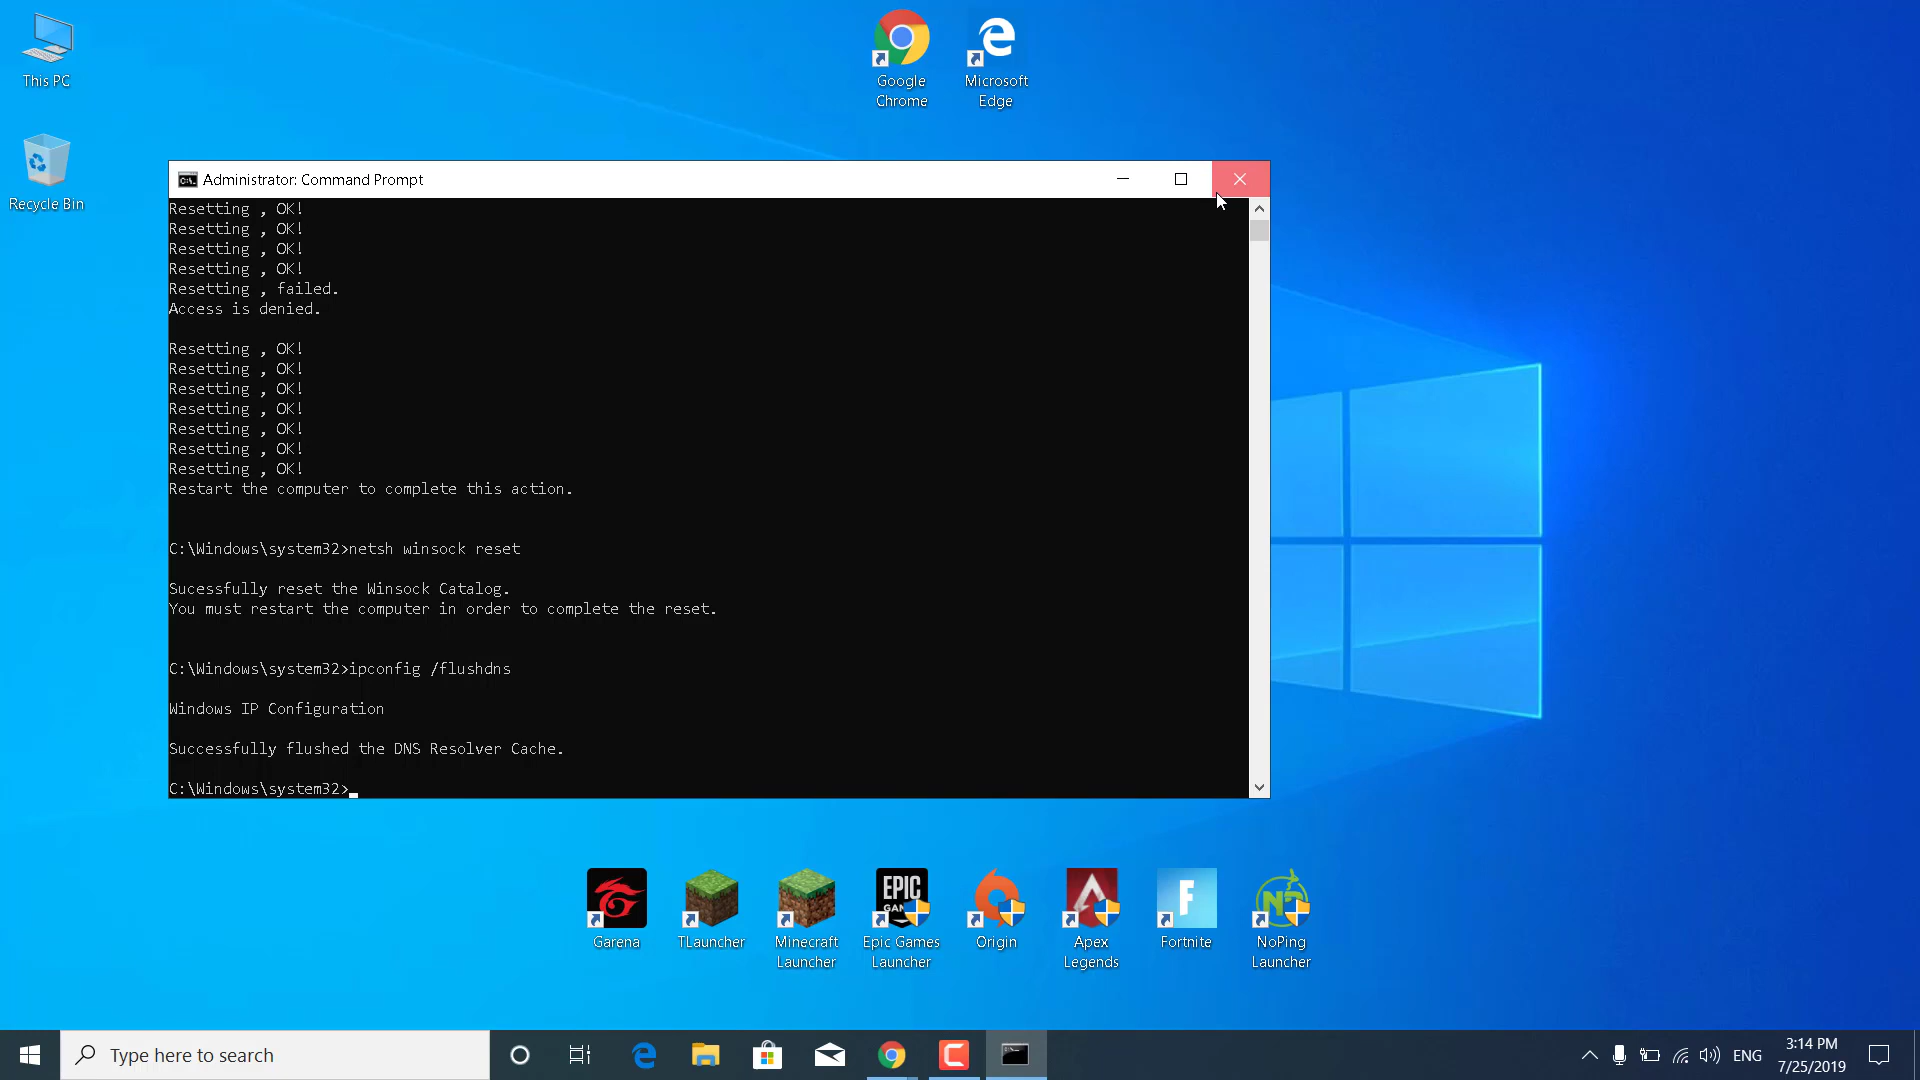 This PC
Google
Chrome
Microsoft
Edge
Recycle Bin
C:\.
Administrator: Command Prompt
Resetting , OK!
Resetting , OK!
Resetting , OK!
Resetting , OK!
Resetting , failed.
Access is denied.
Resetting , OK!
Resetting , OK!
Resetting , OK!
Resetting , OK!
Resetting , OK!
Resetting , OK!
Resetting , OK!
Restart the computer to complete this action.
C:\Windows\system32>netsh winsock reset
Sucessfully reset the Winsock Catalog.
You must restart the computer in order to complete the reset.
C:\Windows\system32>ipconfig /flushdns
Windows IP Configuration
Successfully flushed the DNS Resolver Cache.
C:\Windows\system32>
EPIC
GA
F
NP
Garena
TLauncher
Minecraft
Launcher
Epic Games
Launcher
Origin
Apex
Legends
Fortnite
NoPing
Launcher
Type here to search
ENG
3:14 PM
7/25/2019